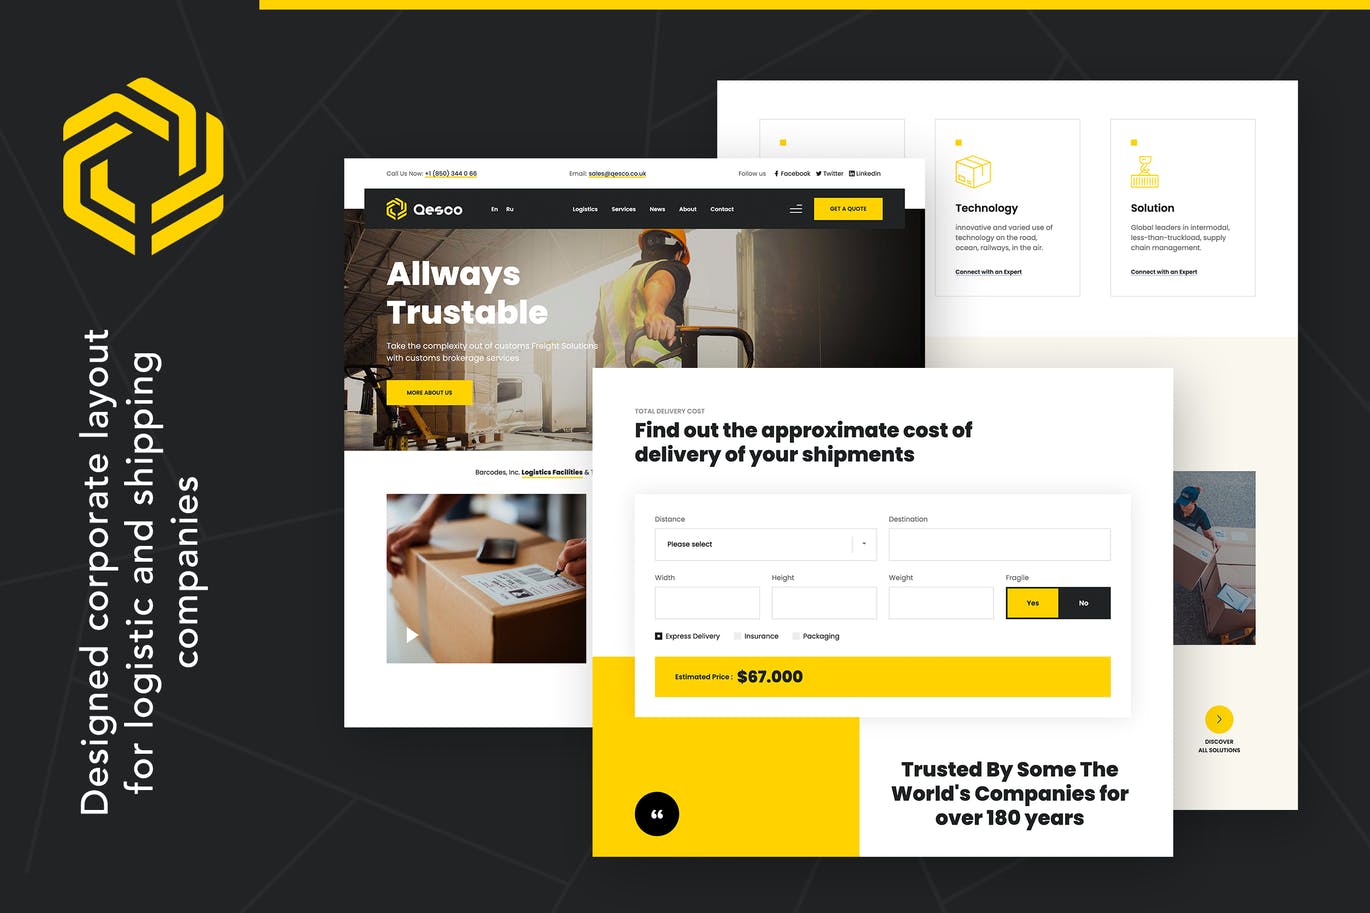 Designed corporate layout
for logistic and shipping
companies
Call Us Now: +1 (850) 344 0 66
Email: sales@qesco.co.uk
Follow us
Facebook
Twitter
Linkedin
Qesco
En
Ru
Logistics
Services
News
About
Contact
GET A QUOTE
Allways
Trustable
Take the complexity out of customs Freight Solutions
with customs brokerage services
MORE ABOUT US
Barcodes, Inc. Logistics Facilities & T
Technology
innovative and varied use of
technology on the road,
ocean, railways, in the air.
Connect with an Expert
Solution
Global leaders in intermodal,
less-than-truckload, supply
chain management.
Connect with an Expert
TOTAL DELIVERY COST
Find out the approximate cost of
delivery of your shipments
Distance
Please select
Destination
Width
Height
Weight
Fragile
Yes
No
Express Delivery
Insurance
Packaging
Estimated Price : $67.000
“
Trusted By Some The
World's Companies for
over 180 years
DISCOVER
ALL SOLUTIONS